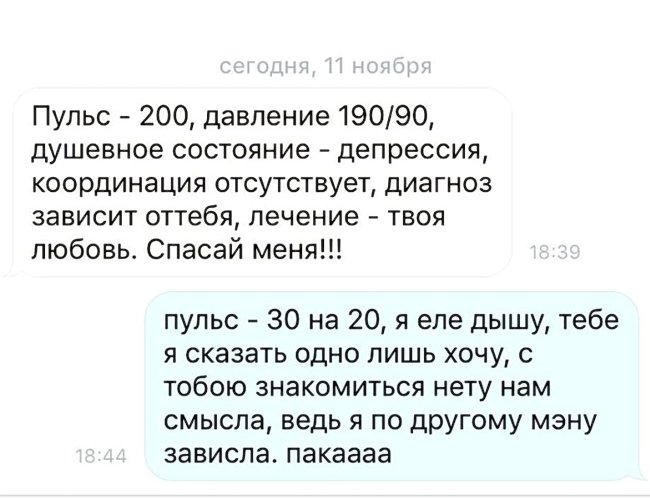 сегодня, 11 ноября
Пульс - 200, давление 190/90,
душевное состояние - депрессия,
координация отсутствует, диагноз
зависит оттебя, лечение - твоя
любовь. Спасай меня!!!
18:39
пульс - 30 на 20, я еле дышу, тебе
я сказать одно лишь хочу, с
тобою знакомиться нету нам
смысла, ведь я по другому мэну
зависла. пакаааа
18:44